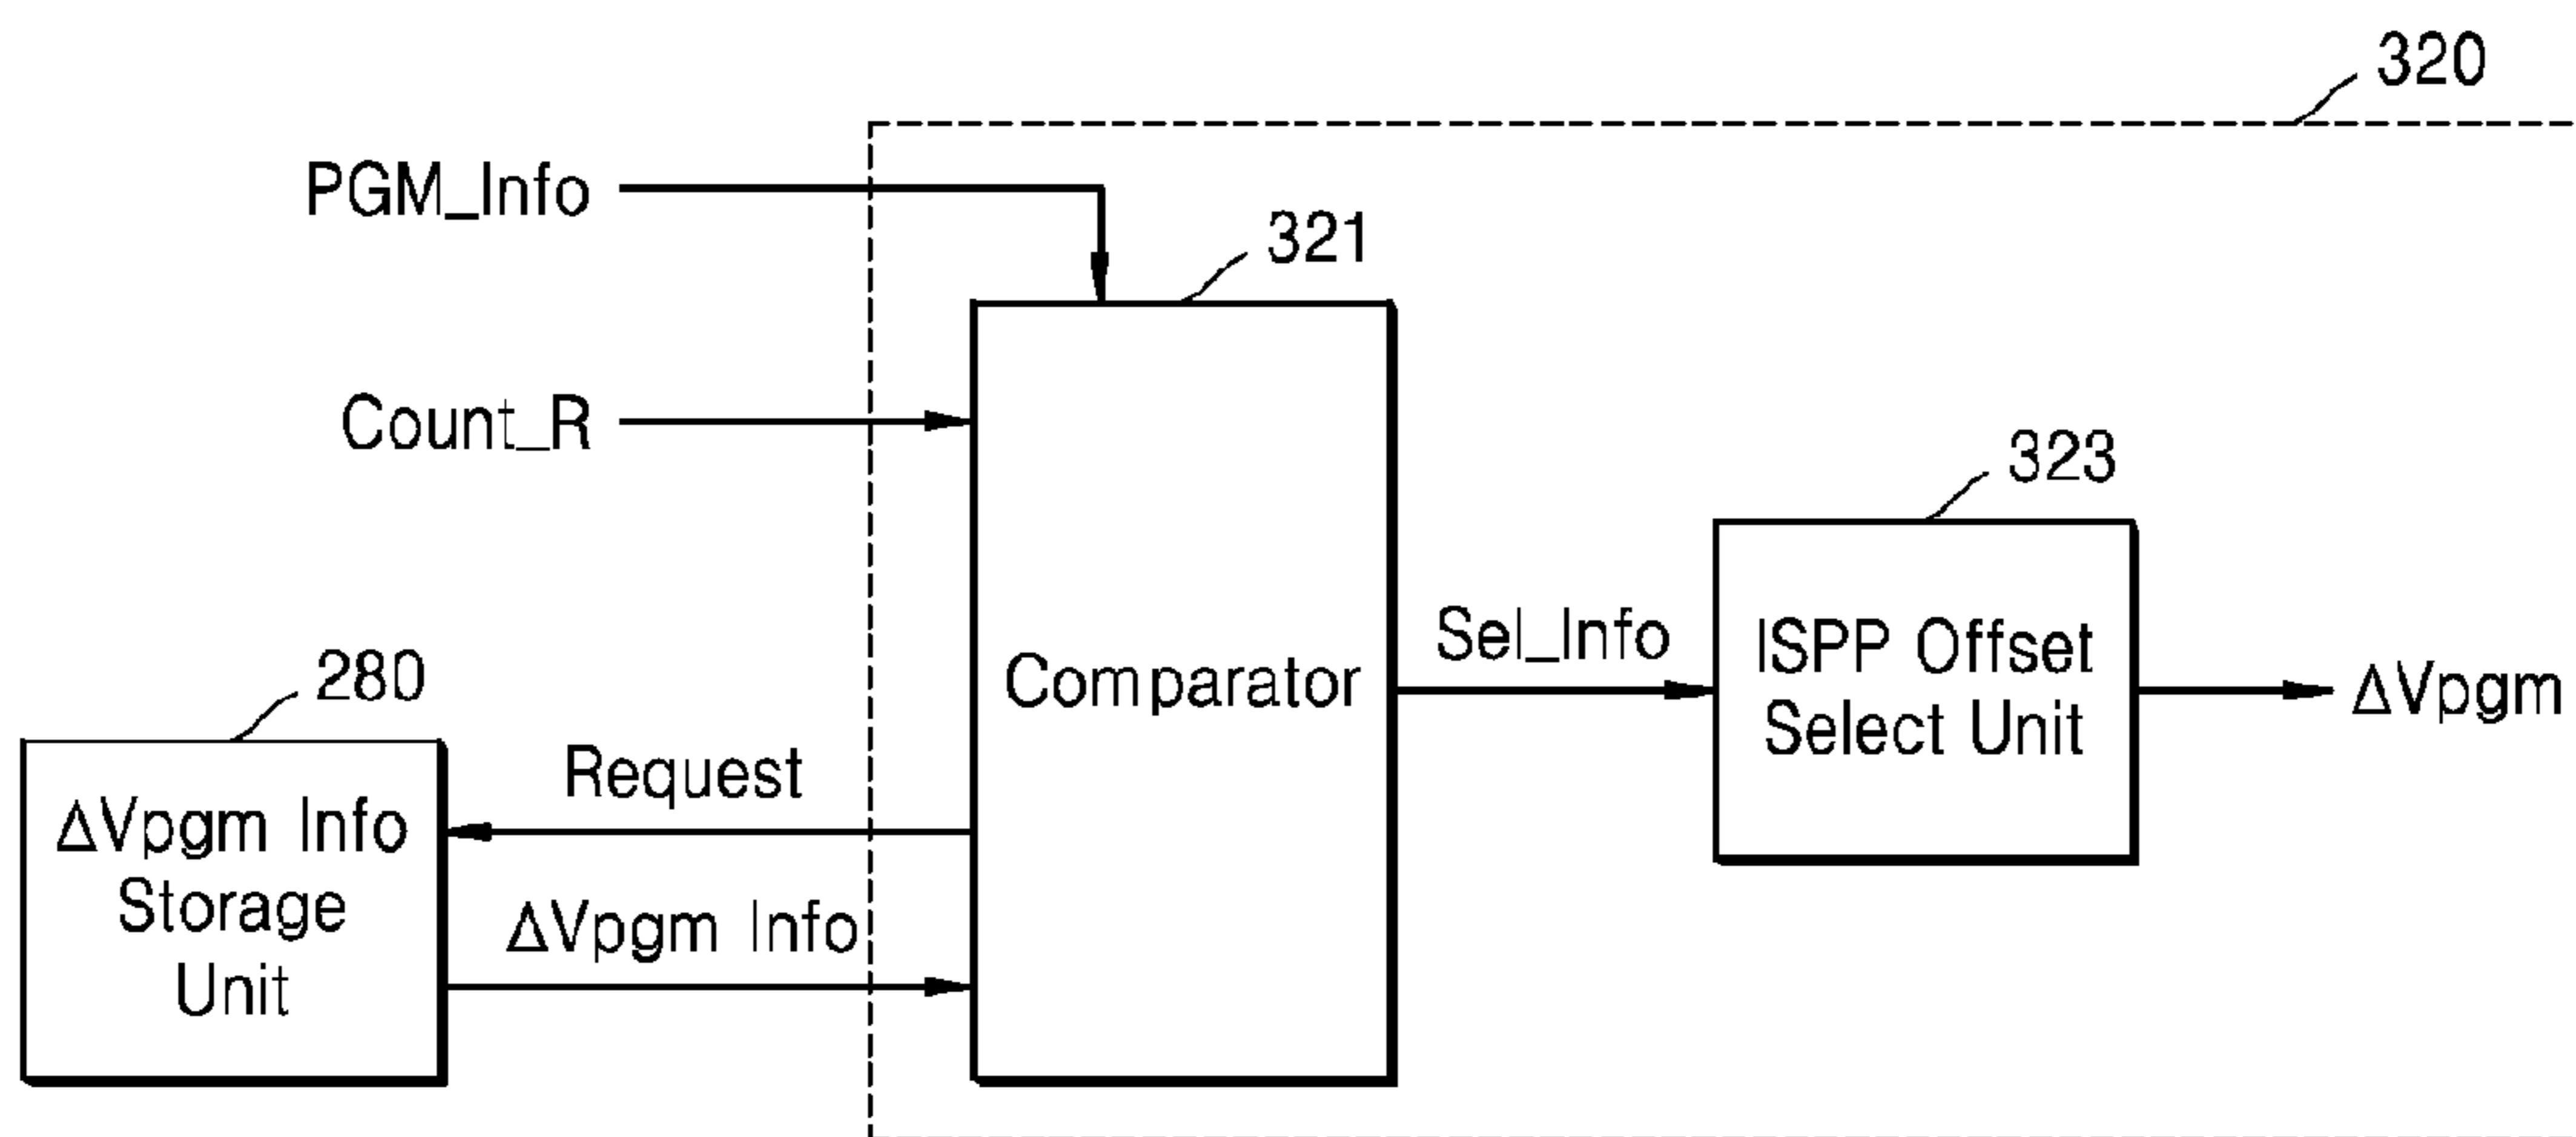 320
PGM_Info
321
Count_R
323
Sel_Info
ISPP Offset
Select Unit
ΔVpgm
Comparator
280
Request
ΔVpgm Info
Storage
Unit
ΔVpgm Info